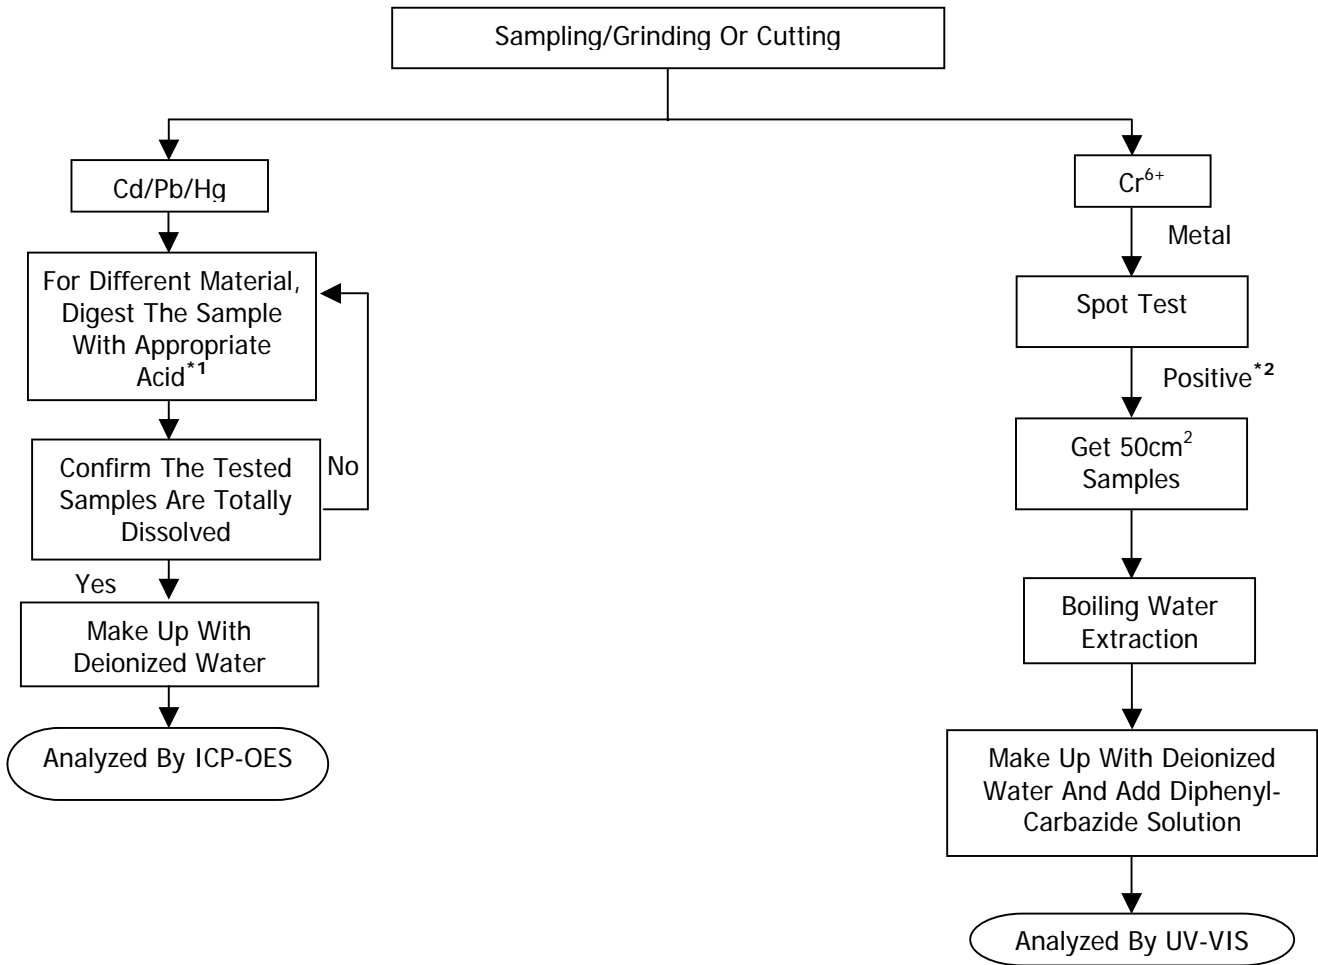 Sampling/Grinding Or Cutting
Cd/Pb/Hg
For Different Material,
Digest The Sample
With Appropriate
Acid*1
Confirm The Tested
Samples Are Totally
Dissolved
No
Yes
Make Up With
Deionized Water
Analyzed By ICP-OES
Cr6+
Metal
Spot Test
Positive*2
Get 50cm2
Samples
Boiling Water
Extraction
Make Up With Deionized
Water And Add Diphenyl-
Carbazide Solution
Analyzed By UV-VIS